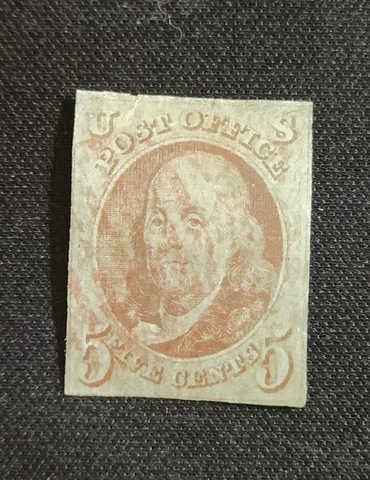 U S
POST OFFICE
FIVE CENTS
5 5